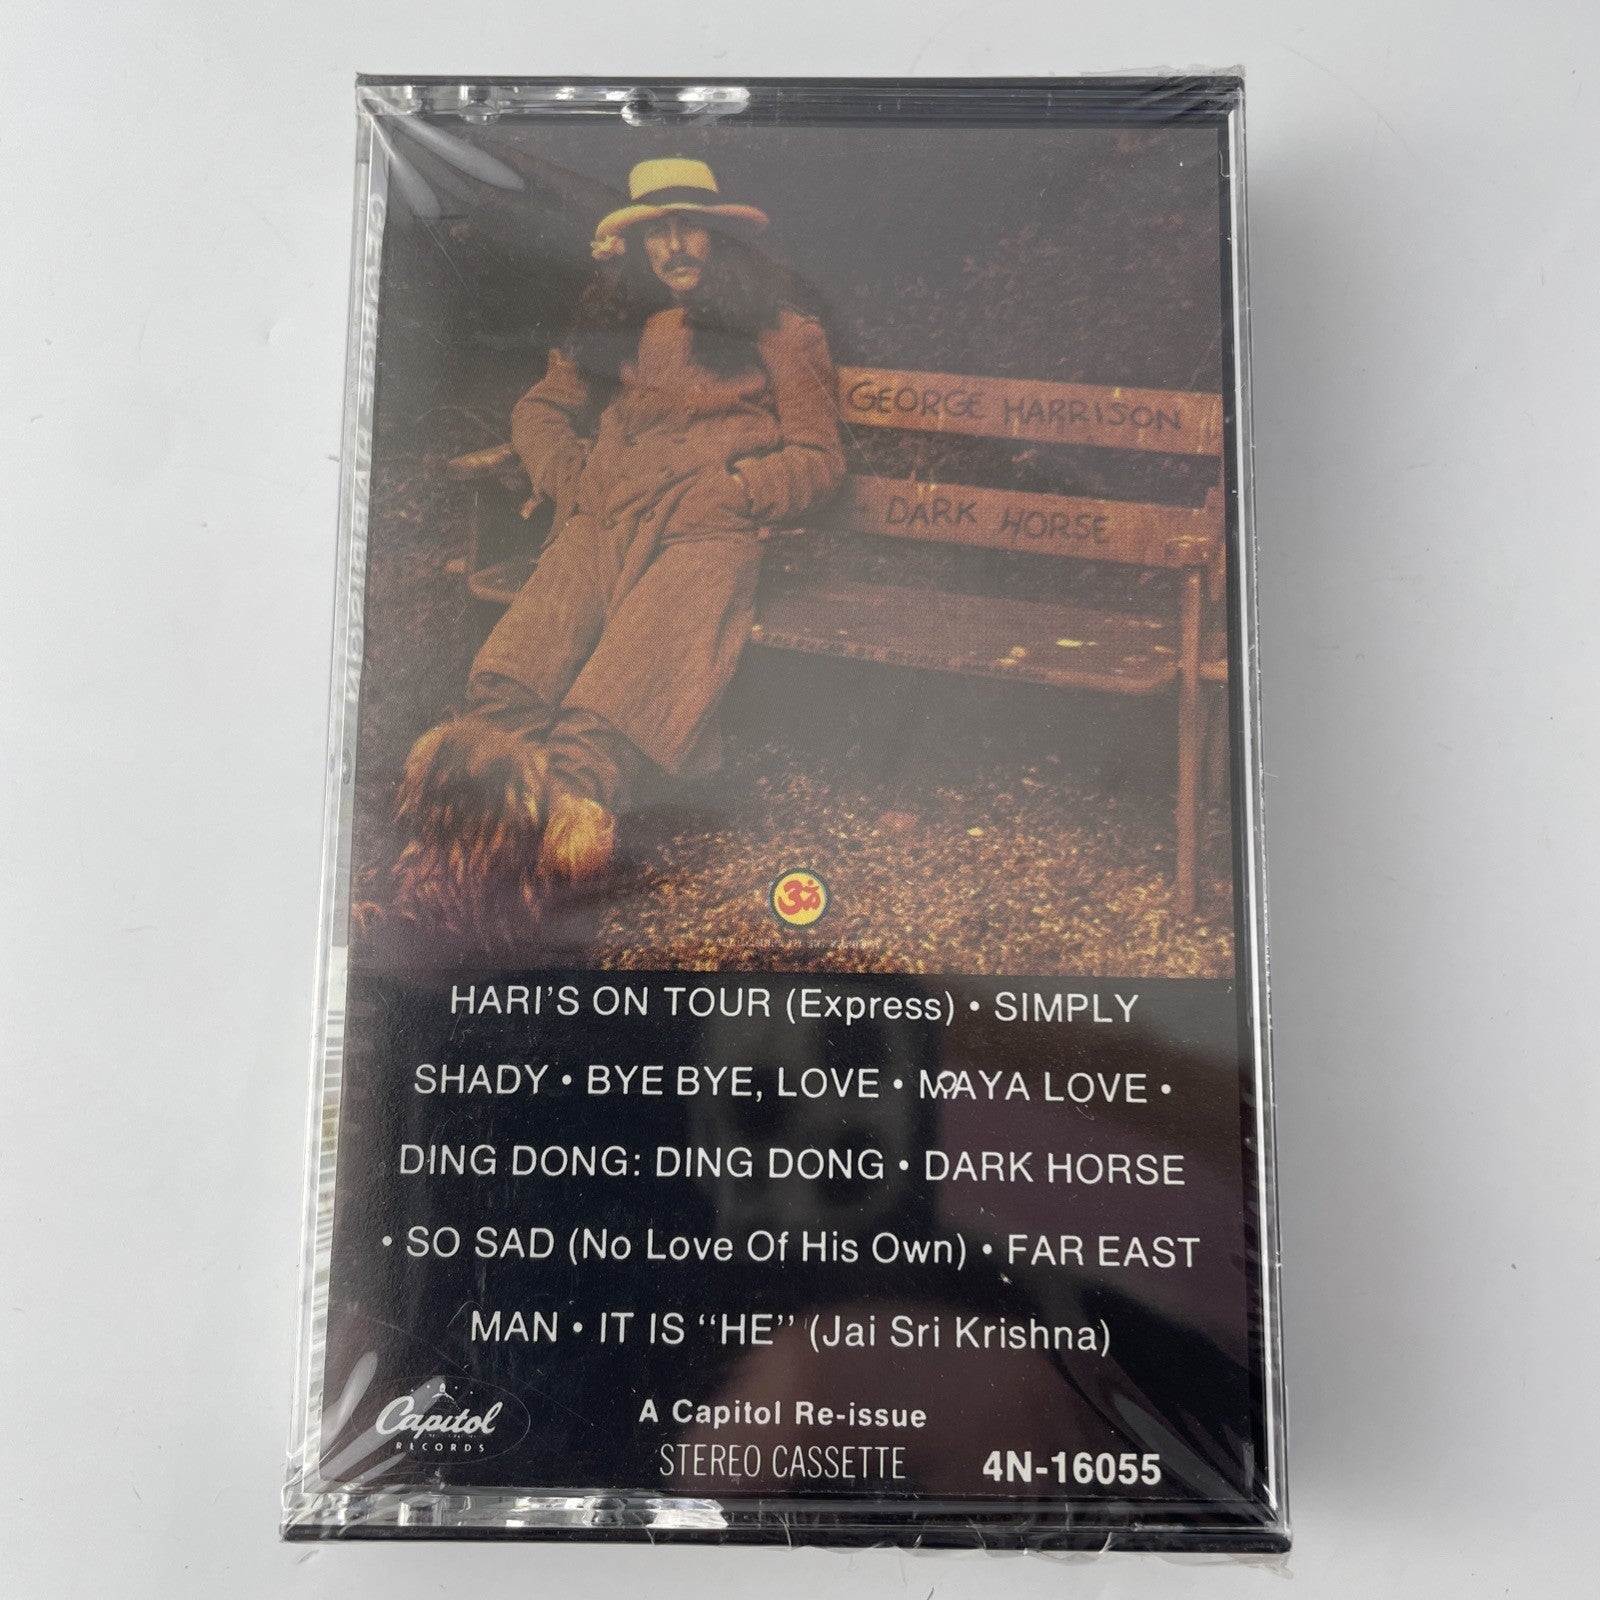 GEORGE HARRISON
DARK HORSE
ॐ
HARI'S ON TOUR (Express) • SIMPLY
SHADY • BYE BYE, LOVE • MAYA LOVE •
DING DONG: DING DONG • DARK HORSE
• SO SAD (No Love Of His Own) • FAR EAST
MAN • IT IS “HE” (Jai Sri Krishna)
Capitol
RECORDS
A Capitol Re-issue
STEREO CASSETTE
4N-16055
GEORGE HARRISON